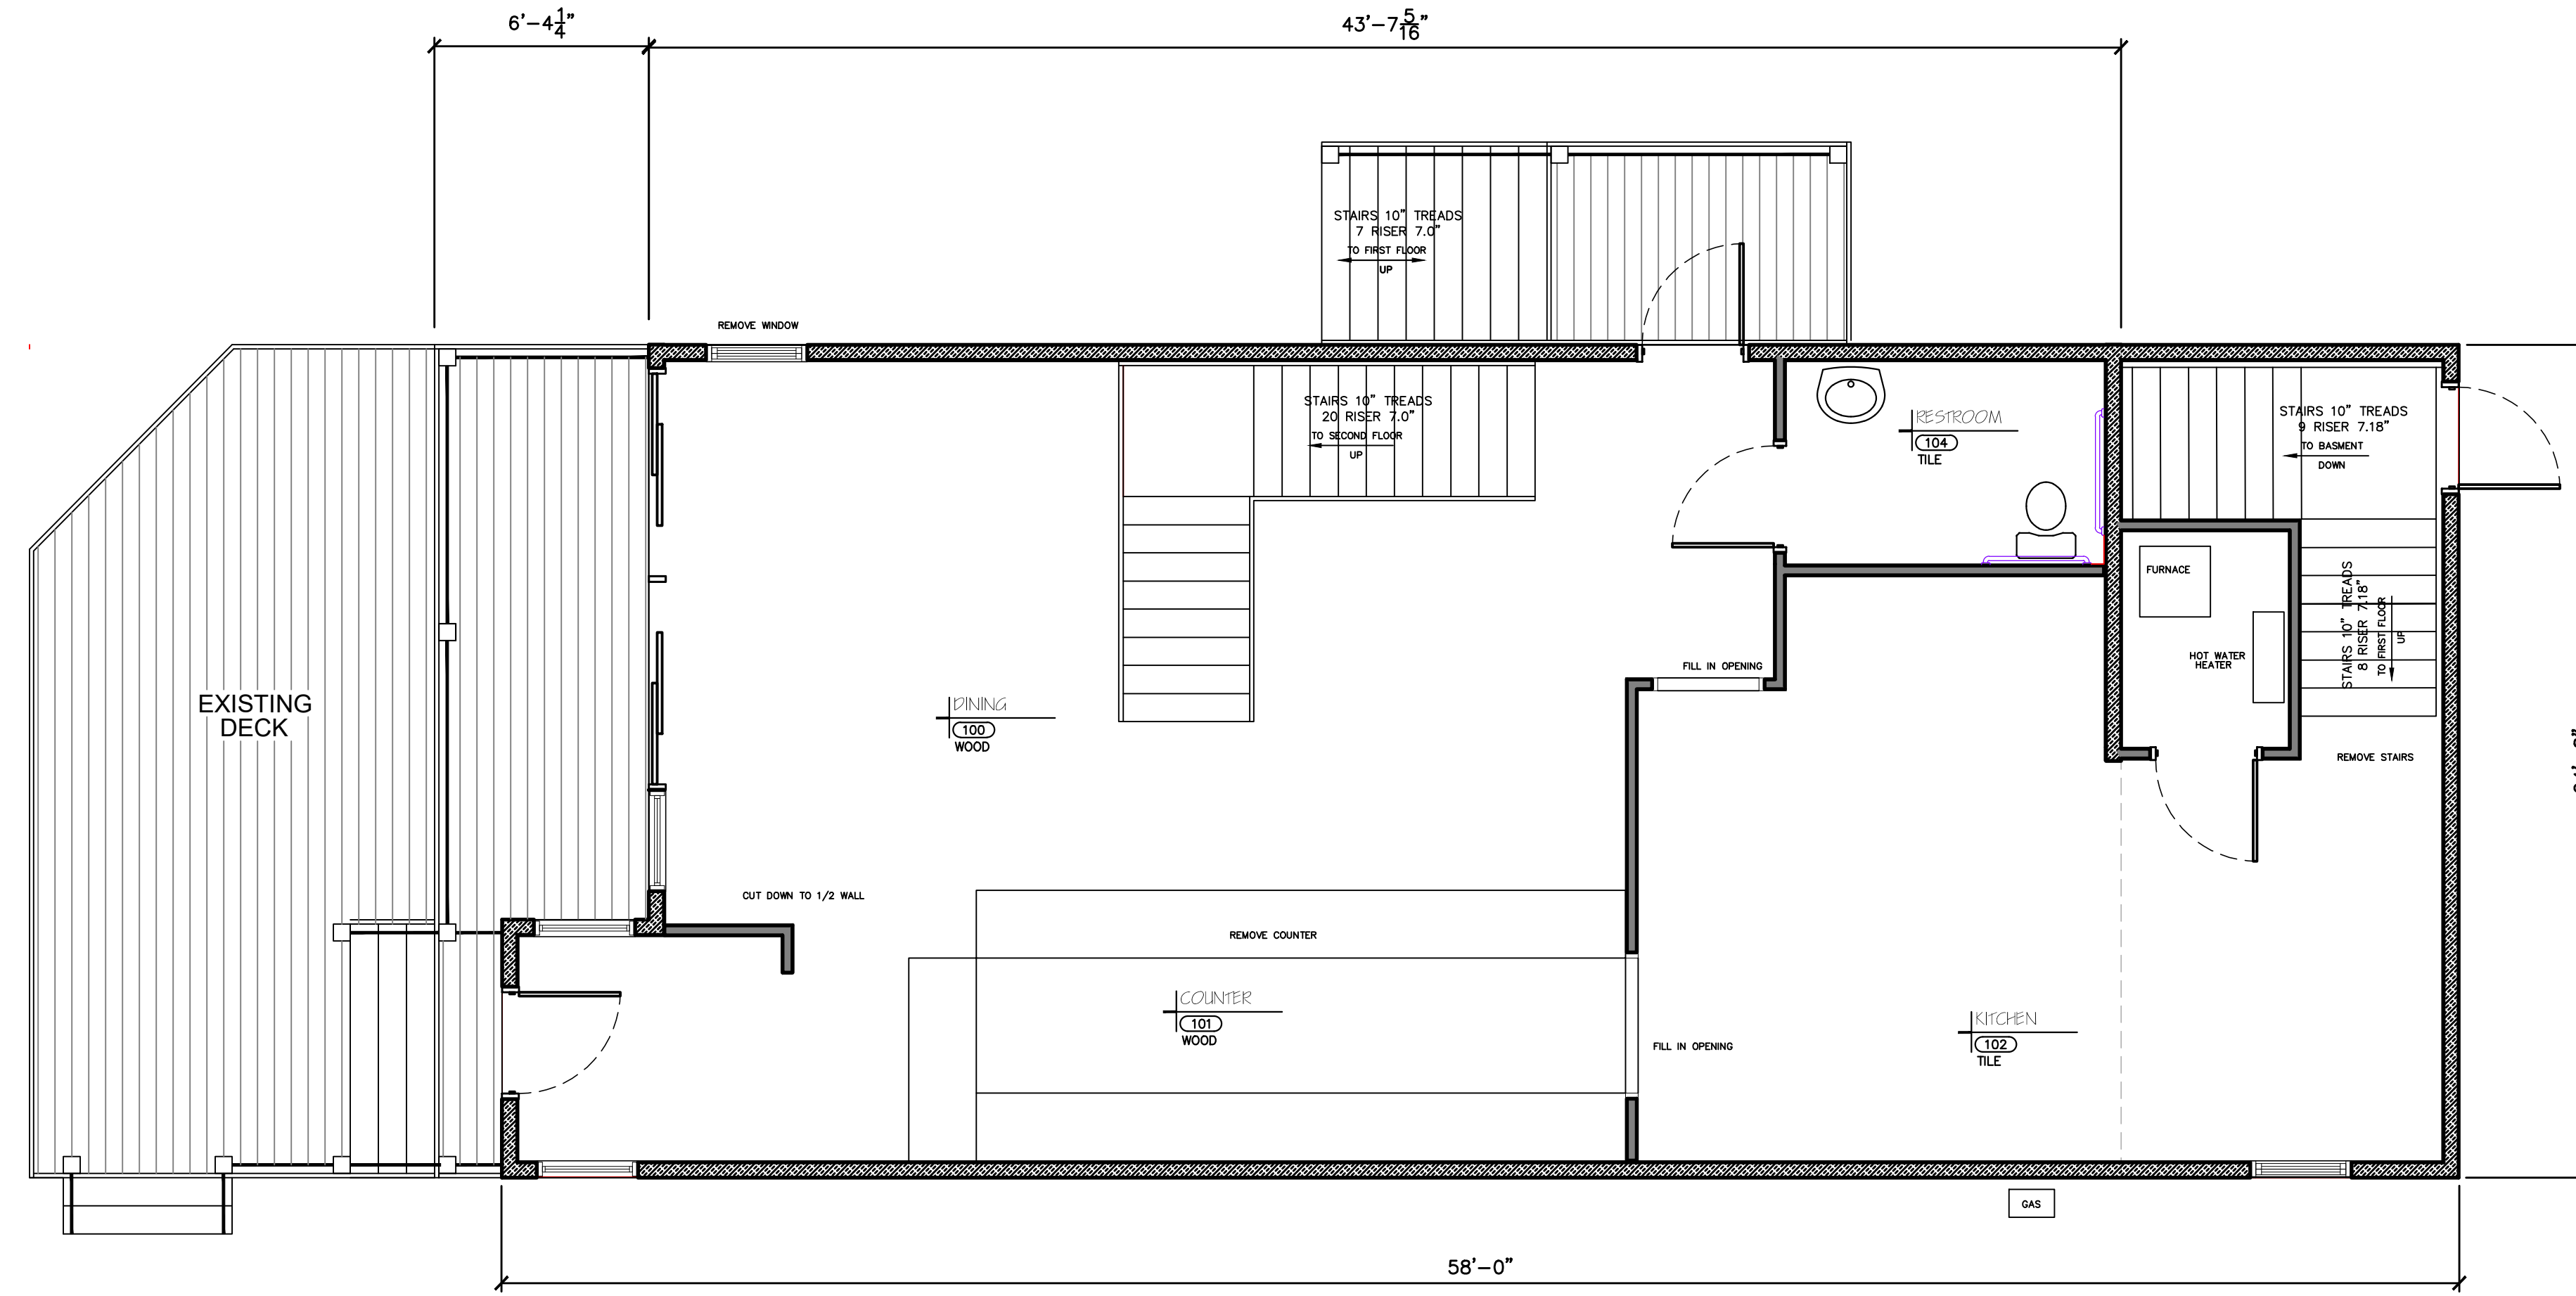 6'-4 1/4"
43'-7 5/16"
STAIRS 10" TREADS
7 RISER 7.0"
TO FIRST FLOOR
UP
REMOVE WINDOW
STAIRS 10" TREADS
20 RISER 7.0"
TO SECOND FLOOR
UP
RESTROOM
104
TILE
STAIRS 10" TREADS
9 RISER 7.18"
TO BASMENT
DOWN
FURNACE
HOT WATER
HEATER
STAIRS 10" TREADS
8 RISER 7.18"
TO FIRST FLOOR
UP
REMOVE STAIRS
FILL IN OPENING
EXISTING
DECK
DINING
100
WOOD
CUT DOWN TO 1/2 WALL
REMOVE COUNTER
COUNTER
101
WOOD
FILL IN OPENING
KITCHEN
102
TILE
GAS
58'-0"